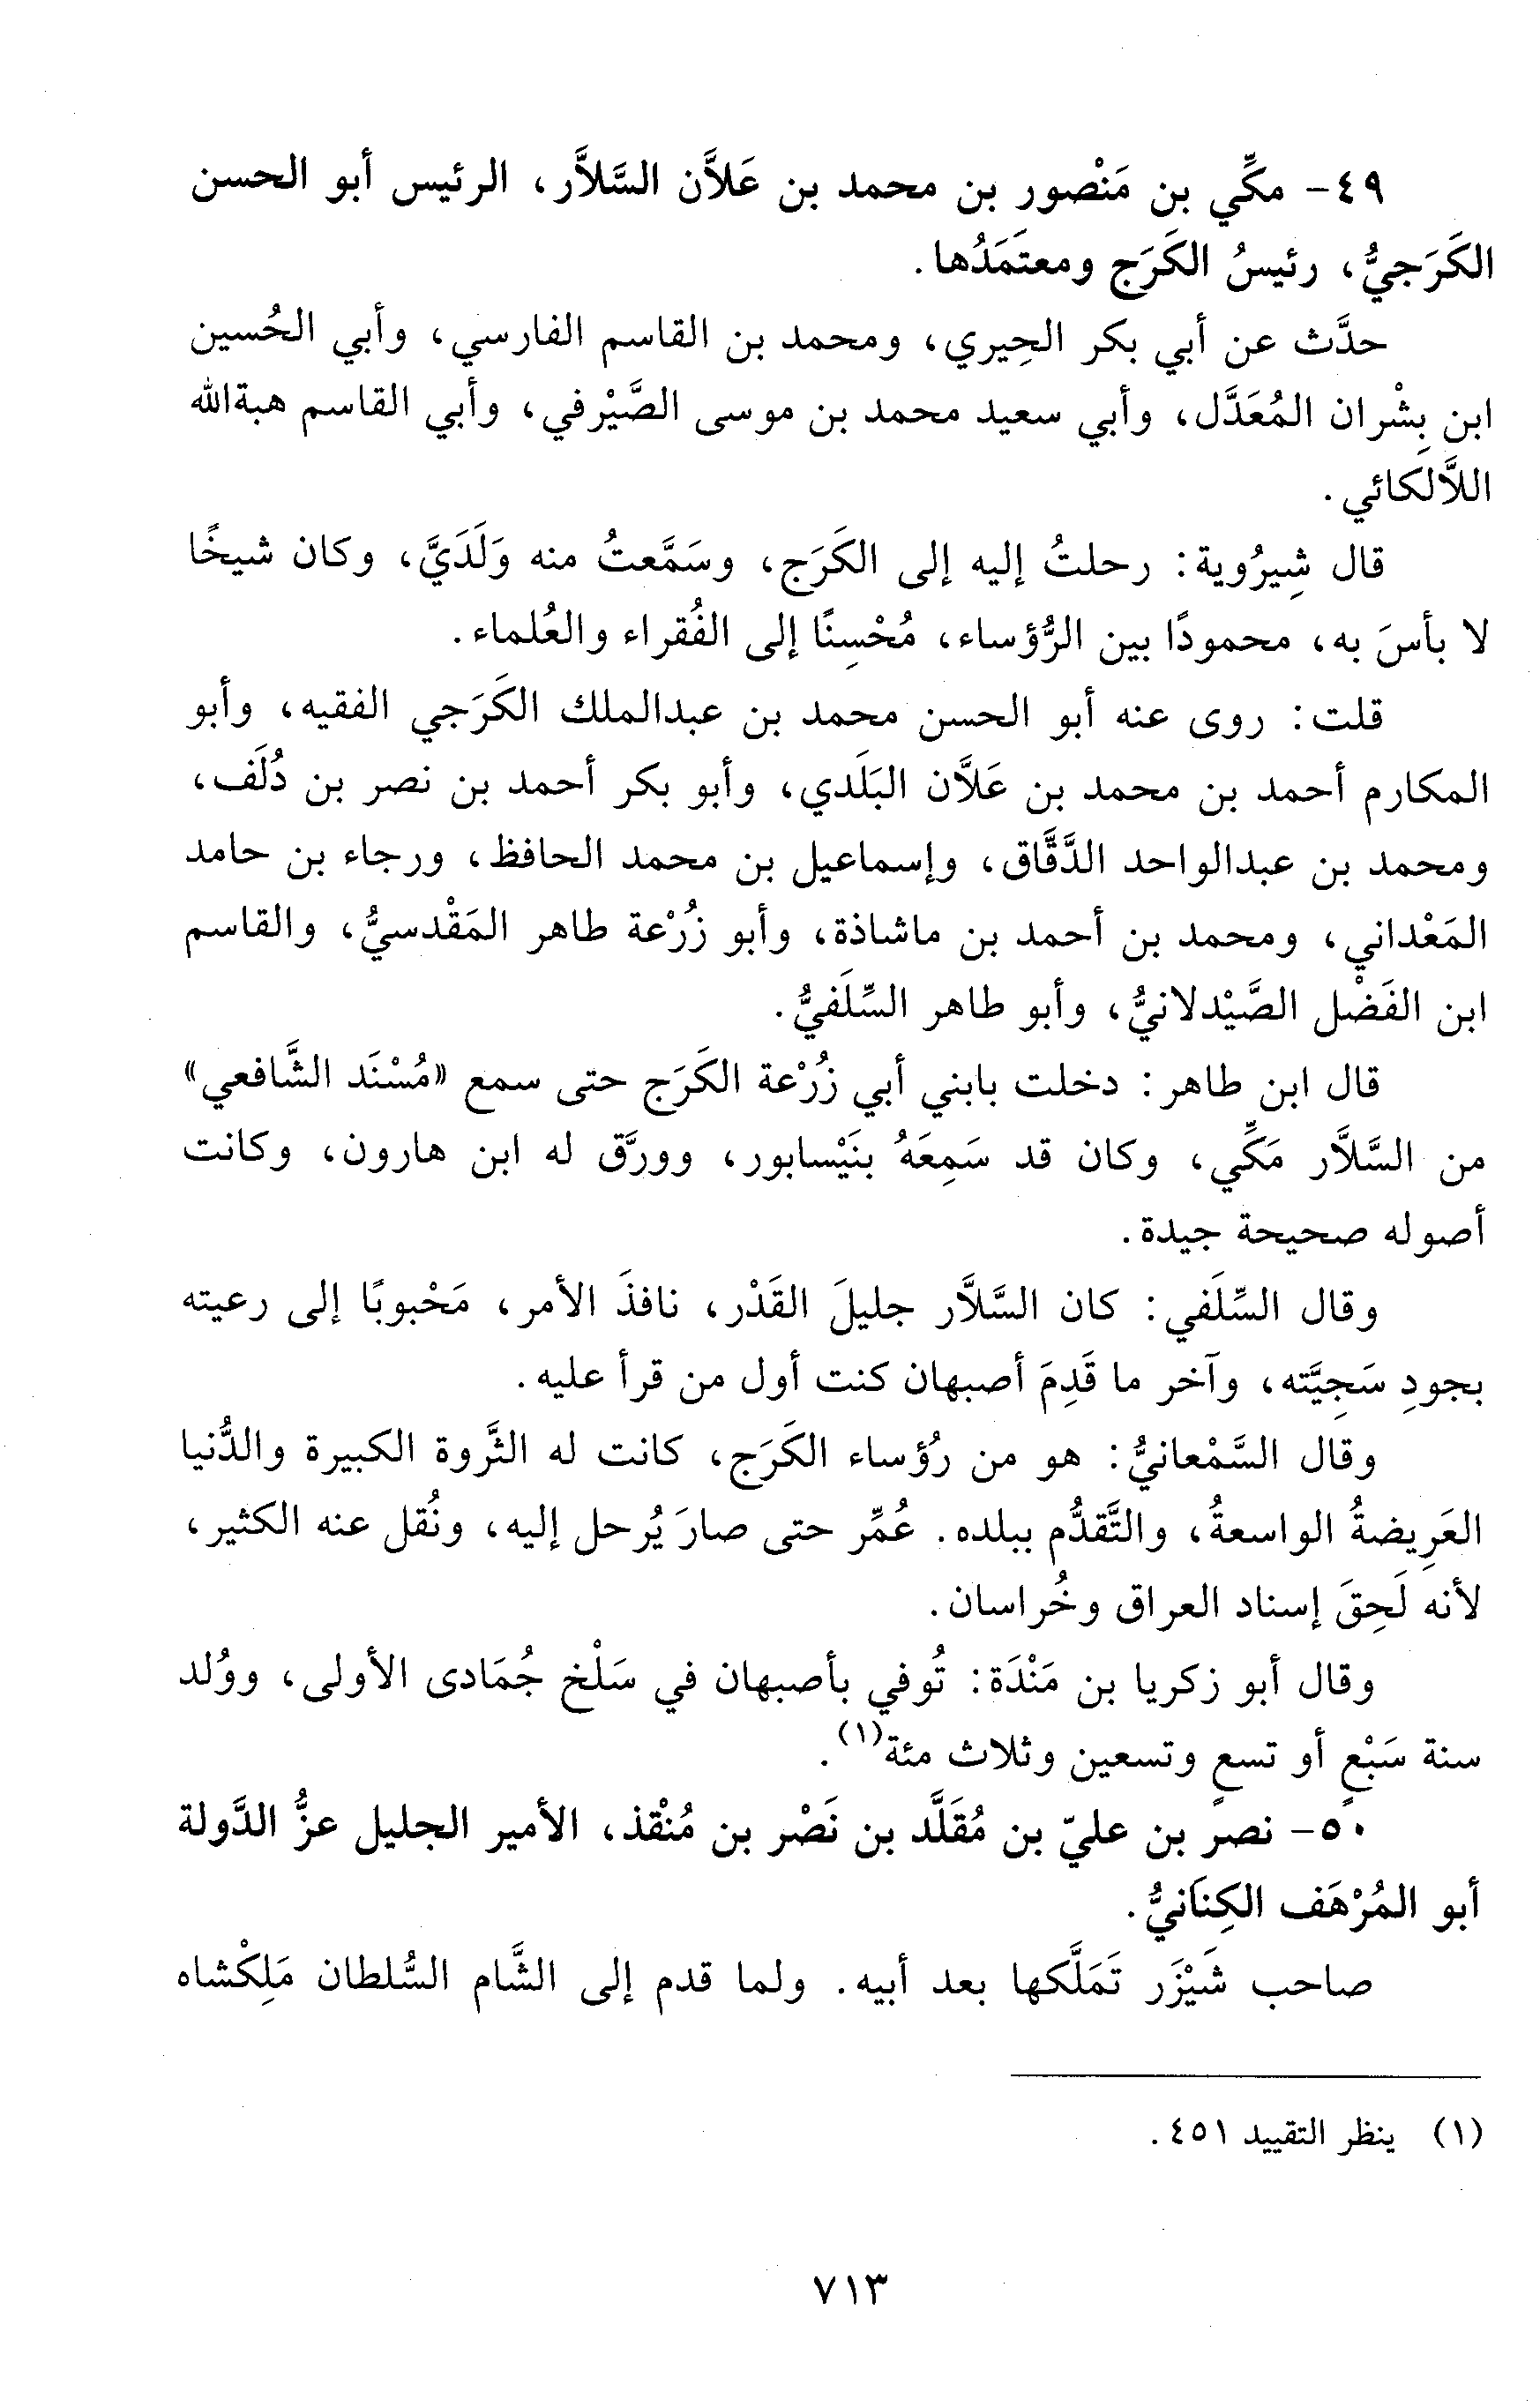 ٤٩- مكِّي بن مَنْصور بن محمد بن عَلاَّن السَّلاَّر، الرئيس أبو الحسن
الكَرَجيُّ، رئيسُ الكَرَج ومعتَمَدُها.
حدَّث عن أبي بكر الحِيري، ومحمد بن القاسم الفارسي، وأبي الحُسين
ابن بِشْران المُعَدَّل، وأبي سعيد محمد بن موسى الصَّيْرفي، وأبي القاسم هبةالله
اللاَّلكائي.
قال شِيرُوية: رحلتُ إليه إلى الكَرَج، وسَمَّعتُ منه وَلَدَيَّ، وكان شيخًا
لا بأسَ به، محمودًا بين الرُّؤساء، مُحْسِنًا إلى الفُقراء والعُلماء.
قلت: روى عنه أبو الحسن محمد بن عبدالملك الكَرَجي الفقيه، وأبو
المكارم أحمد بن محمد بن عَلاَّن البَلَدي، وأبو بكر أحمد بن نصر بن دُلَف،
ومحمد بن عبدالواحد الدَّقَّاق، وإسماعيل بن محمد الحافظ، ورجاء بن حامد
المَعْداني، ومحمد بن أحمد بن ماشاذة، وأبو زُرْعة طاهر المَقْدسيُّ، والقاسم
ابن الفَضْل الصَّيْدلانيُّ، وأبو طاهر السِّلَفيُّ.
قال ابن طاهر: دخلت بابني أبي زُرْعة الكَرَج حتى سمع «مُسْنَد الشَّافعي»
من السَّلاَّر مَكِّي، وكان قد سَمِعَهُ بنَيْسابور، وورَّق له ابن هارون، وكانت
أصوله صحيحة جيدة.
وقال السِّلَفي: كان السَّلاَّر جليلَ القَدْر، نافذَ الأمر، مَحْبوبًا إلى رعيته
بجودِ سَجِيَّته، وآخر ما قَدِمَ أصبهان كنت أول من قرأ عليه.
وقال السَّمْعانيُّ: هو من رُؤساء الكَرَج، كانت له الثَّروة الكبيرة والدُّنيا
العَرِيضةُ الواسعةُ، والتَّقدُّم ببلده. عُمِّر حتى صارَ يُرحل إليه، ونُقل عنه الكثير،
لأنه لَحِقَ إسناد العراق وخُراسان.
وقال أبو زكريا بن مَنْدَة: تُوفي بأصبهان في سَلْخ جُمَادى الأولى، ووُلد
سنة سَبْعٍ أو تسعٍ وتسعين وثلاث مئة(١).
٥٠- نصر بن عليّ بن مُقَلَّد بن نَصْر بن مُنْقذ، الأمير الجليل عزُّ الدَّولة
أبو المُرْهَف الكِنَانيُّ.
صاحب شَيْزَر تَمَلَّكها بعد أبيه. ولما قدم إلى الشَّام السُّلطان مَلِكْشاه
(١) ينظر التقييد ٤٥١.
٧١٣